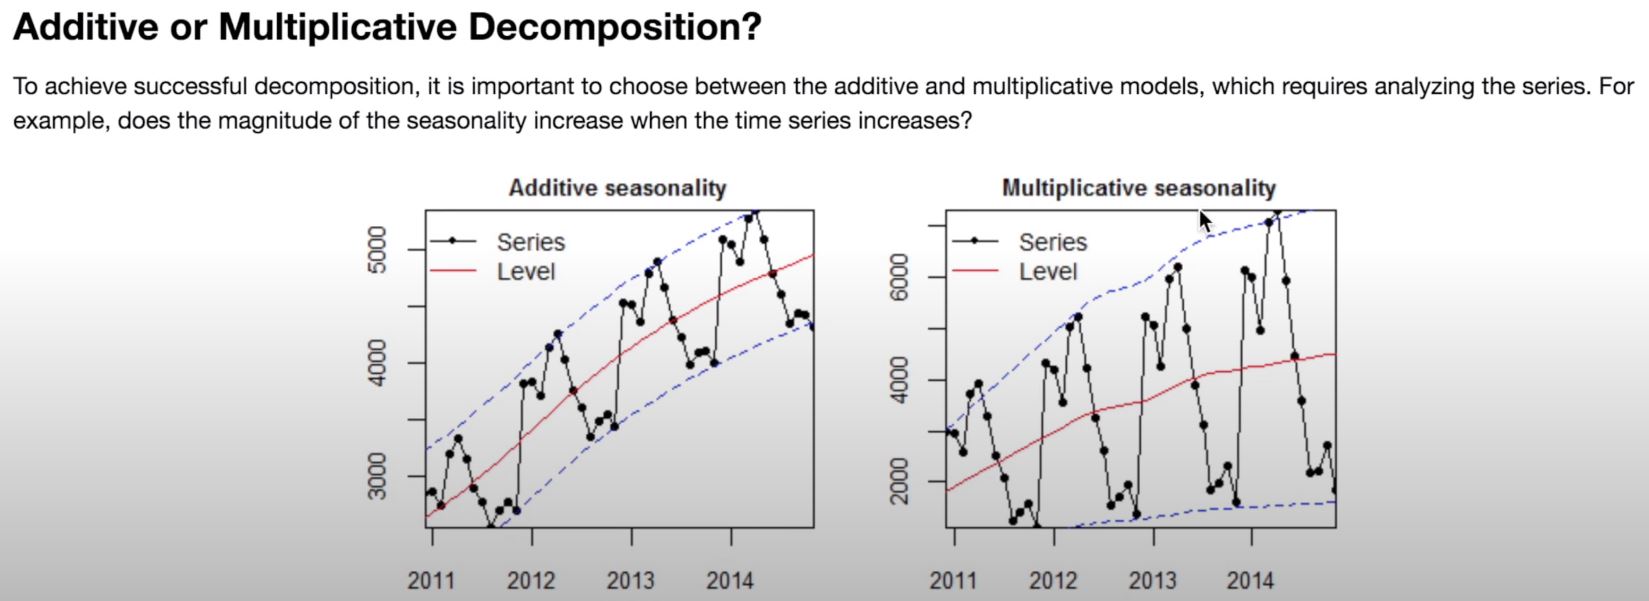 Additive or Multiplicative Decomposition?
To achieve successful decomposition, it is important to choose between the additive and multiplicative models, which requires analyzing the series. For
example, does the magnitude of the seasonality increase when the time series increases?
Additive seasonality
Series
Level
5000
4000
3000
2011 2012 2013 2014
Multiplicative seasonality
Series
Level
6000
4000
2000
2011 2012 2013 2014